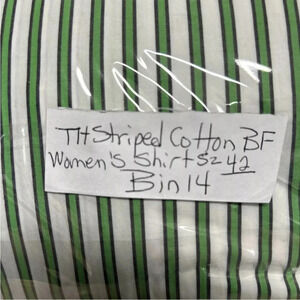 TH Striped Cotton BF
Women's Shirt Sz 42
Bin 14